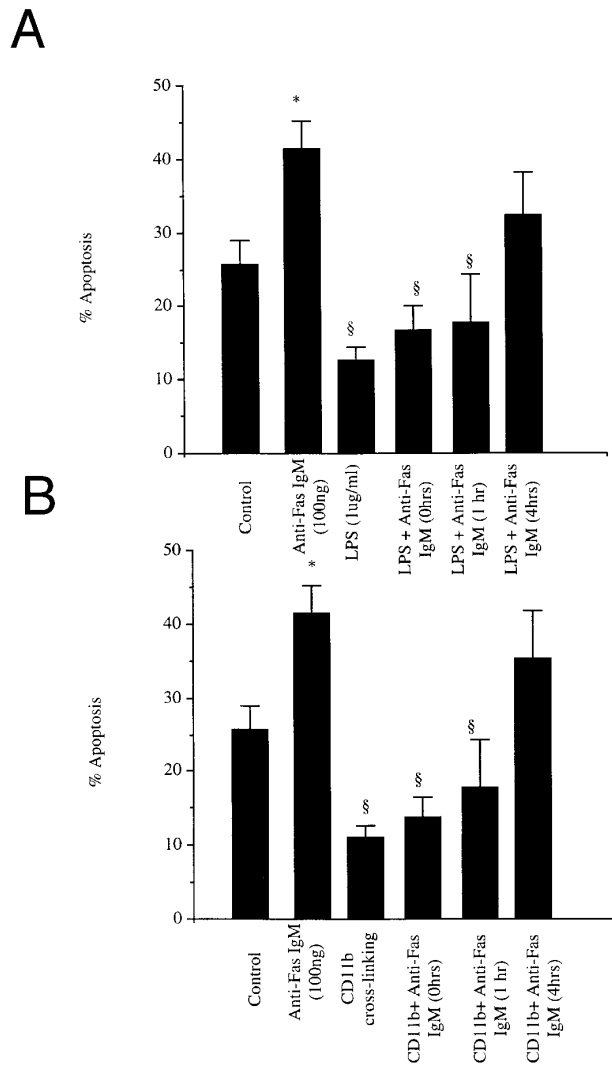 A
50
40
30
20
10
0
% Apoptosis
*
§
§
§
Control
Anti-Fas IgM
(100ng)
LPS (1ug/ml)
LPS + Anti-Fas
IgM (0hrs)
LPS + Anti-Fas
IgM (1 hr)
LPS + Anti-Fas
IgM (4hrs)
B
50
40
30
20
10
0
% Apoptosis
*
§
§
§
Control
Anti-Fas IgM
(100ng)
CD11b
cross-linking
CD11b+ Anti-Fas
IgM (0hrs)
CD11b+ Anti-Fas
IgM (1 hr)
CD11b+ Anti-Fas
IgM (4hrs)